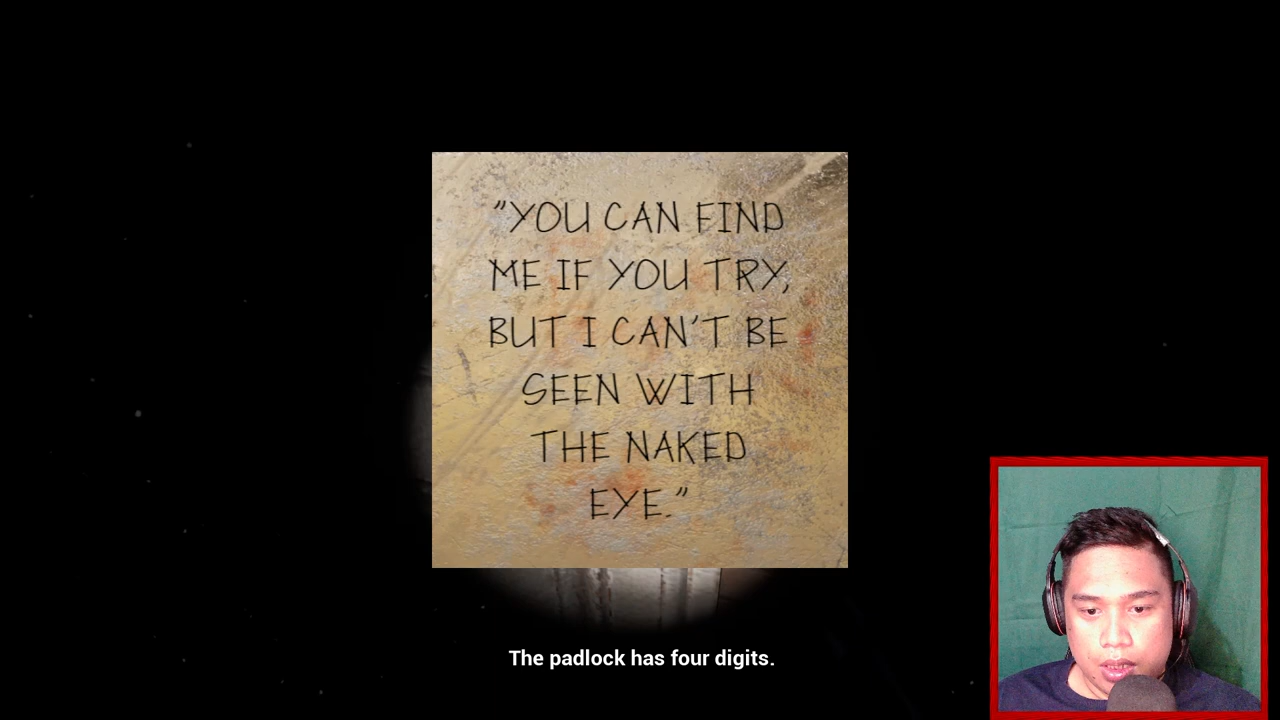 "YOU CAN FIND
ME IF YOU TRY,
BUT I CAN'T BE
SEEN WITH
THE NAKED
EYE."
The padlock has four digits.